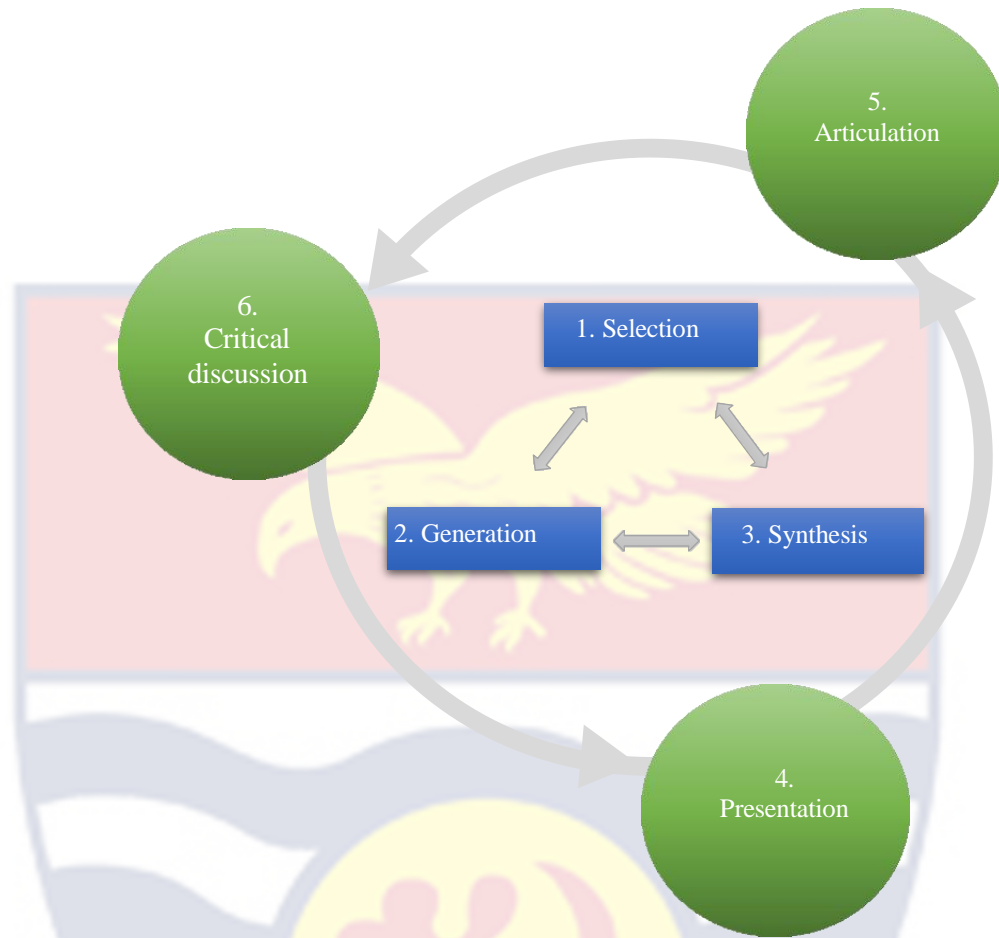 1. Selection
2. Generation
3. Synthesis
4.
Presentation
5.
Articulation
6.
Critical
discussion